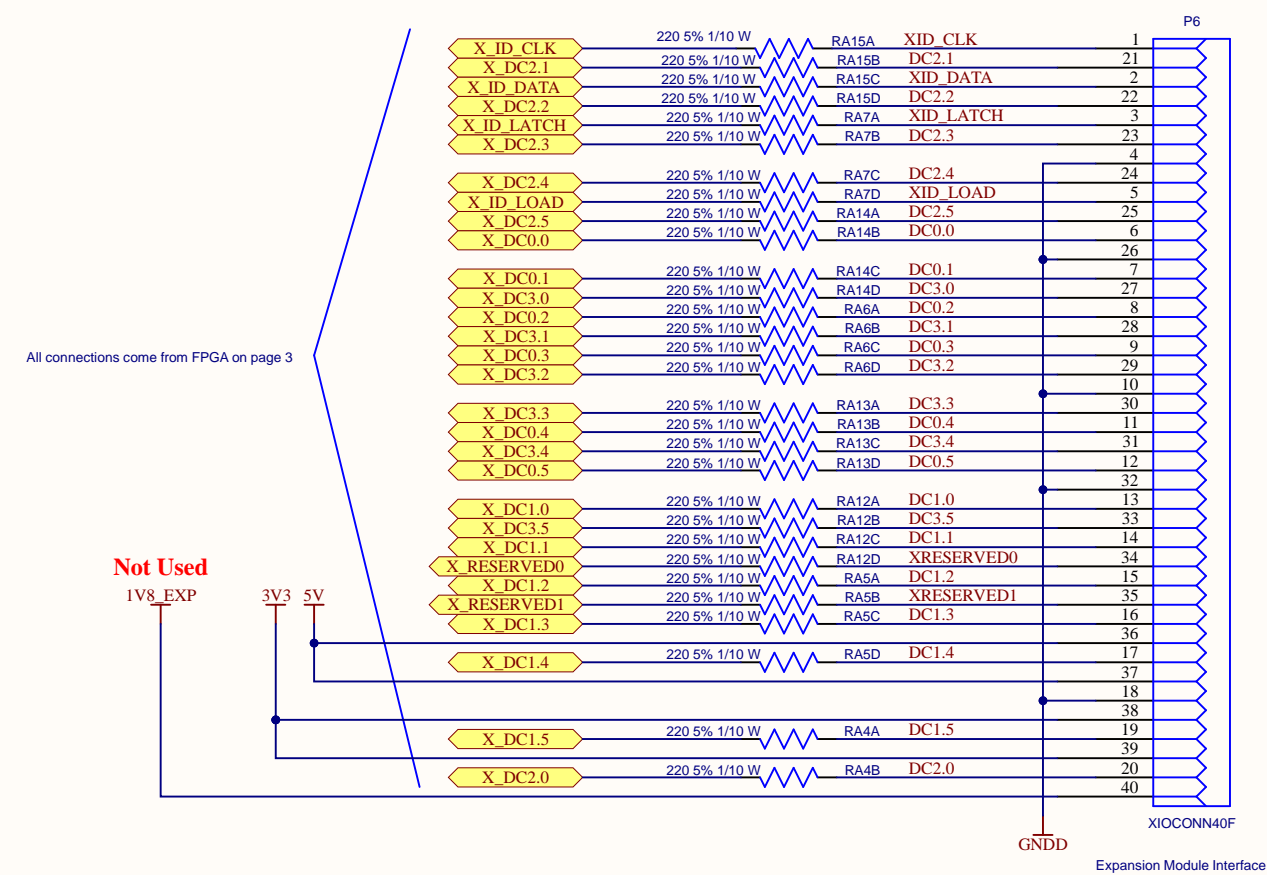 P6
X_ID_CLK 220 5% 1/10 W RA15A XID_CLK 1
X_DC2.1 220 5% 1/10 W RA15B DC2.1 21
X_ID_DATA 220 5% 1/10 W RA15C XID_DATA 2
X_DC2.2 220 5% 1/10 W RA15D DC2.2 22
X_ID_LATCH 220 5% 1/10 W RA7A XID_LATCH 3
X_DC2.3 220 5% 1/10 W RA7B DC2.3 23
4
X_DC2.4 220 5% 1/10 W RA7C DC2.4 24
X_ID_LOAD 220 5% 1/10 W RA7D XID_LOAD 5
X_DC2.5 220 5% 1/10 W RA14A DC2.5 25
X_DC0.0 220 5% 1/10 W RA14B DC0.0 6
26
X_DC0.1 220 5% 1/10 W RA14C DC0.1 7
X_DC3.0 220 5% 1/10 W RA14D DC3.0 27
X_DC0.2 220 5% 1/10 W RA6A DC0.2 8
X_DC3.1 220 5% 1/10 W RA6B DC3.1 28
X_DC0.3 220 5% 1/10 W RA6C DC0.3 9
All connections come from FPGA on page 3
X_DC3.2 220 5% 1/10 W RA6D DC3.2 29
10
X_DC3.3 220 5% 1/10 W RA13A DC3.3 30
X_DC0.4 220 5% 1/10 W RA13B DC0.4 11
X_DC3.4 220 5% 1/10 W RA13C DC3.4 31
X_DC0.5 220 5% 1/10 W RA13D DC0.5 12
32
X_DC1.0 220 5% 1/10 W RA12A DC1.0 13
X_DC3.5 220 5% 1/10 W RA12B DC3.5 33
X_DC1.1 220 5% 1/10 W RA12C DC1.1 14
Not Used
X_RESERVED0 220 5% 1/10 W RA12D XRESERVED0 34
X_DC1.2 220 5% 1/10 W RA5A DC1.2 15
1V8_EXP 3V3 5V
X_RESERVED1 220 5% 1/10 W RA5B XRESERVED1 35
X_DC1.3 220 5% 1/10 W RA5C DC1.3 16
36
X_DC1.4 220 5% 1/10 W RA5D DC1.4 17
37
18
38
X_DC1.5 220 5% 1/10 W RA4A DC1.5 19
39
X_DC2.0 220 5% 1/10 W RA4B DC2.0 20
40
XIOCONN40F
GNDD
Expansion Module Interface